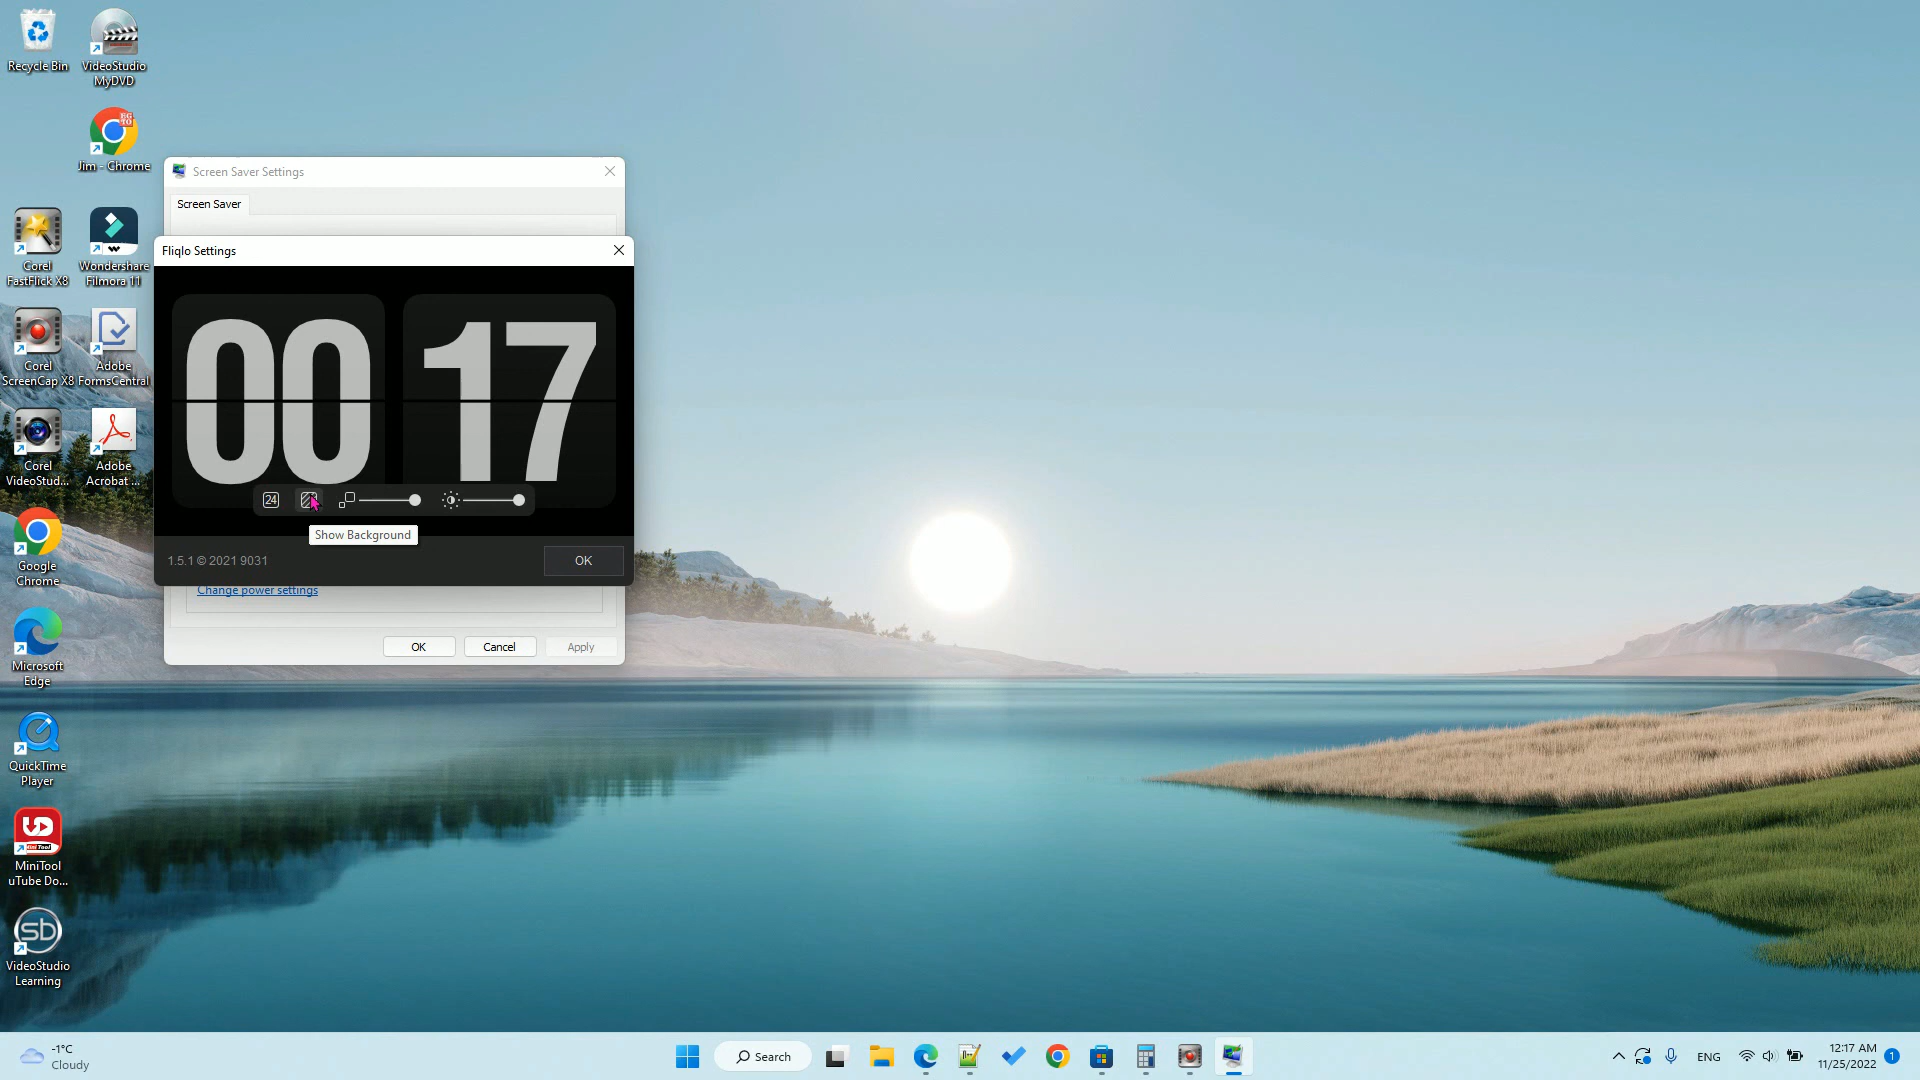 Recycle Bin
VideoStudio
MyDVD
Jim - Chrome
Corel
FastFlick X8
Wondershare
Filmora 11
Corel
ScreenCap X8
Adobe
FormsCentral
Corel
VideoStud...
Adobe
Acrobat ...
Google
Chrome
Microsoft
Edge
QuickTime
Player
MiniTool
uTube Do...
VideoStudio
Learning
Screen Saver Settings
Screen Saver
Fliqlo Settings
00 17
24
Show Background
1.5.1 © 2021 9031
OK
Change power settings
OK
Cancel
Apply
-1°C
Cloudy
Search
ENG
12:17 AM
11/25/2022
1